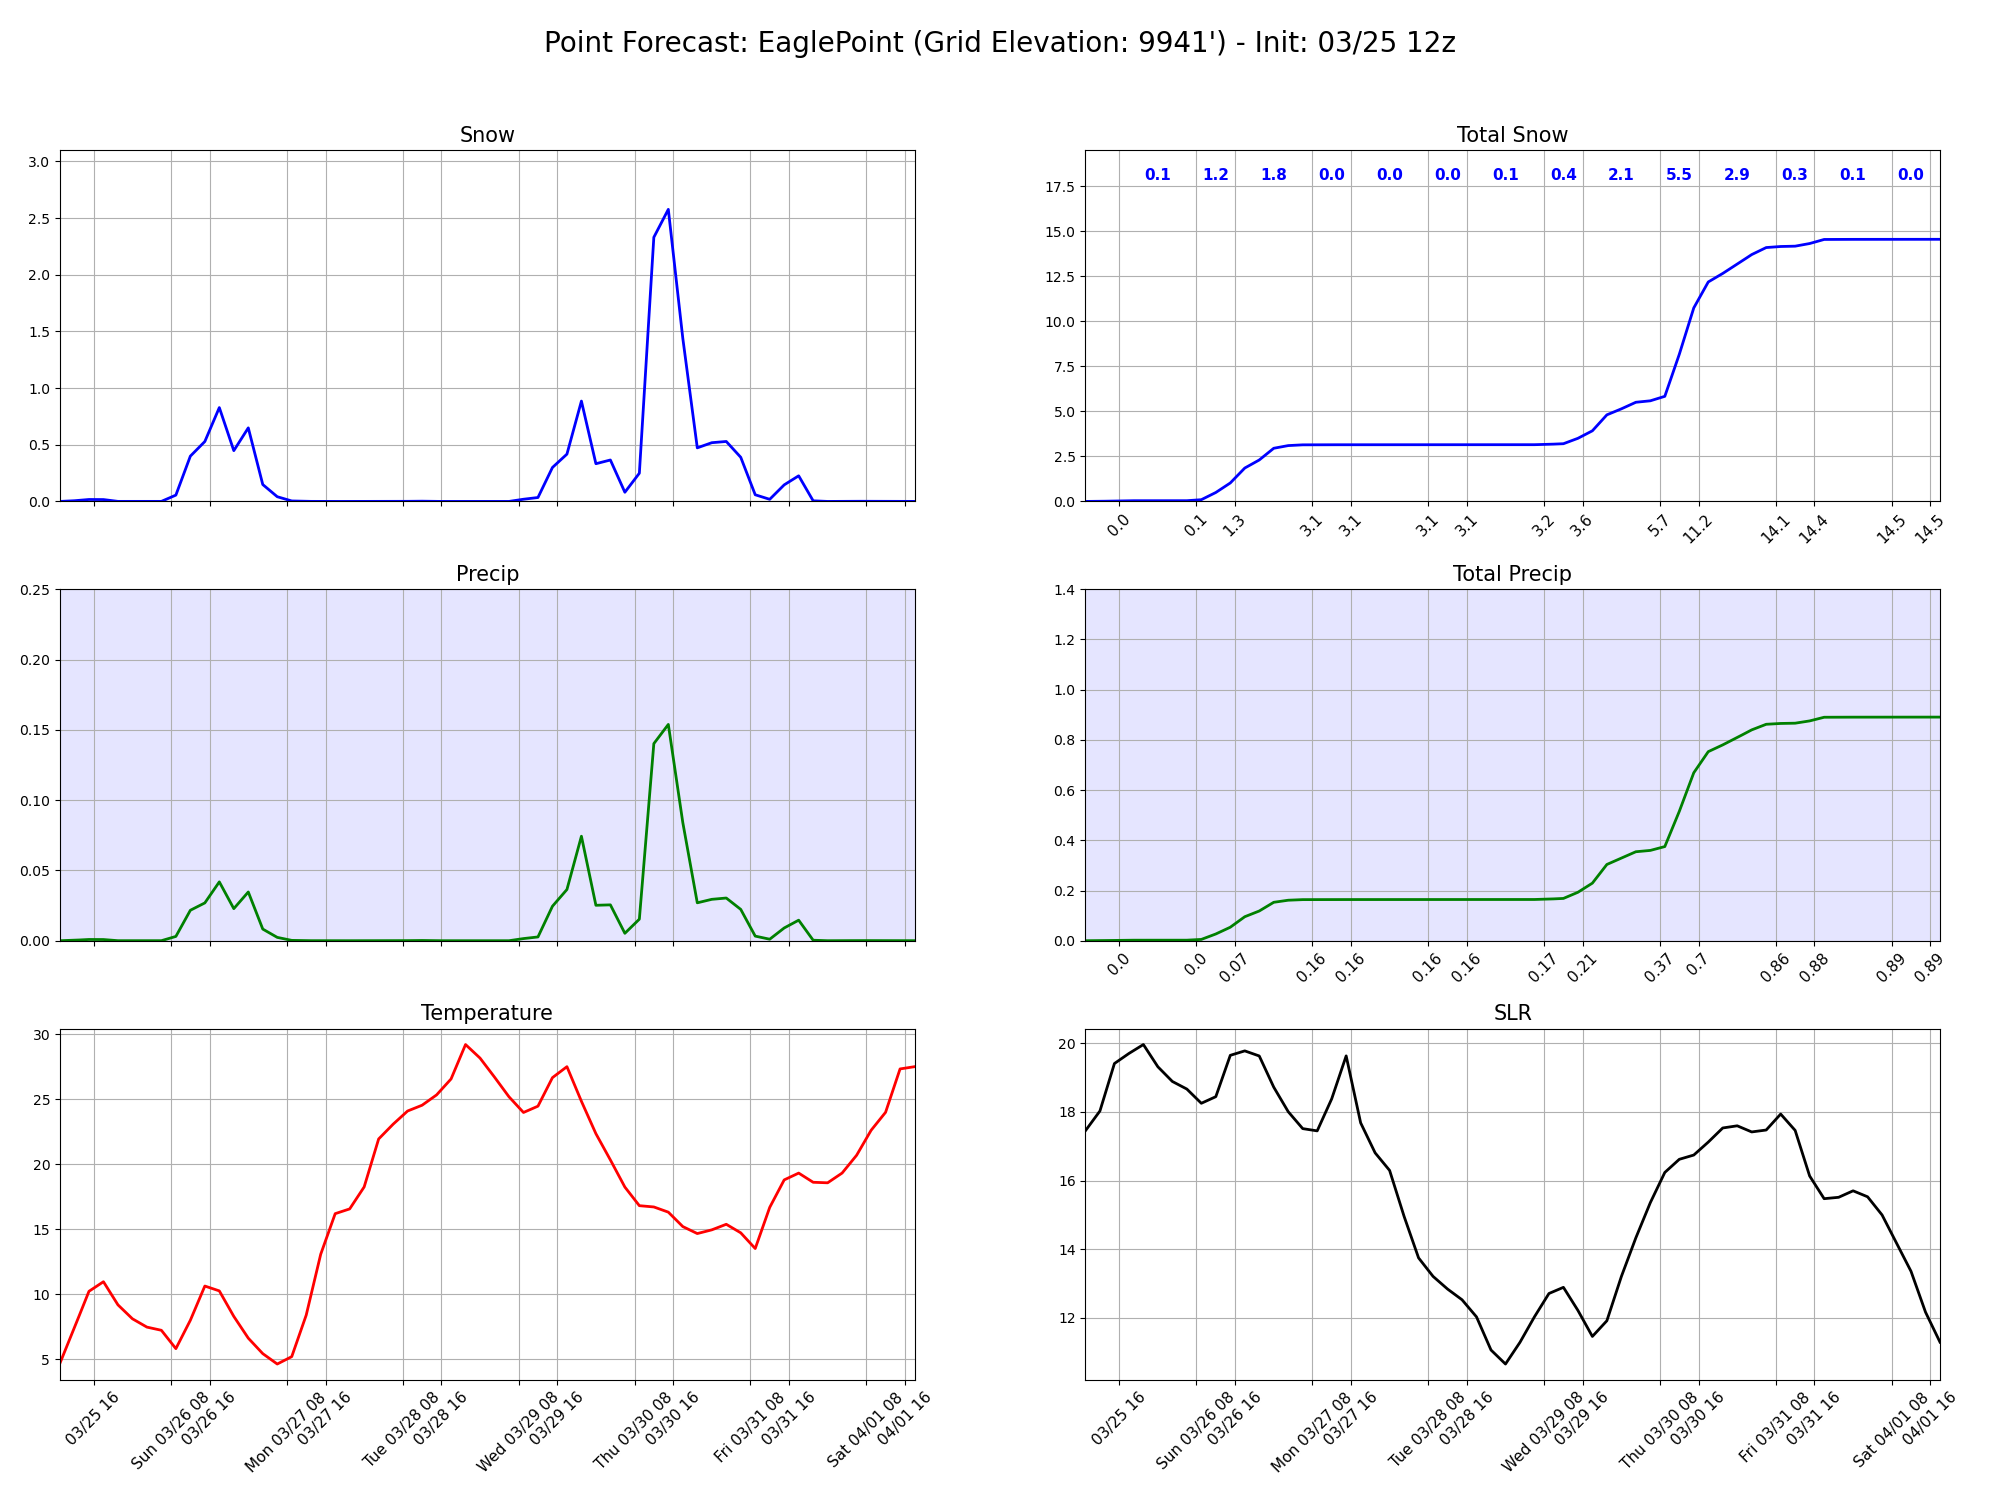 Point Forecast: EaglePoint (Grid Elevation: 9941') - Init: 03/25 12z
Snow
3.0
2.5
2.0
1.5
1.0
0.5
0.0
Total Snow
0.1 1.2 1.8 0.0 0.0 0.0 0.1 0.4 2.1 5.5 2.9 0.3 0.1 0.0
17.5
15.0
12.5
10.0
7.5
5.0
2.5
0.0
0.0 0.1 1.3 3.1 3.1 3.1 3.1 3.2 3.6 5.7 11.2 14.1 14.4 14.5 14.5
Precip
0.25
0.20
0.15
0.10
0.05
0.00
Total Precip
1.4
1.2
1.0
0.8
0.6
0.4
0.2
0.0
0.0 0.0 0.07 0.16 0.16 0.16 0.16 0.17 0.21 0.37 0.7 0.86 0.88 0.89 0.89
Temperature
30
25
20
15
10
5
03/25 16
Sun 03/26 08
03/26 16
Mon 03/27 08
03/27 16
Tue 03/28 08
03/28 16
Wed 03/29 08
03/29 16
Thu 03/30 08
03/30 16
Fri 03/31 08
03/31 16
Sat 04/01 08
04/01 16
SLR
20
18
16
14
12
03/25 16
Sun 03/26 08
03/26 16
Mon 03/27 08
03/27 16
Tue 03/28 08
03/28 16
Wed 03/29 08
03/29 16
Thu 03/30 08
03/30 16
Fri 03/31 08
03/31 16
Sat 04/01 08
04/01 16